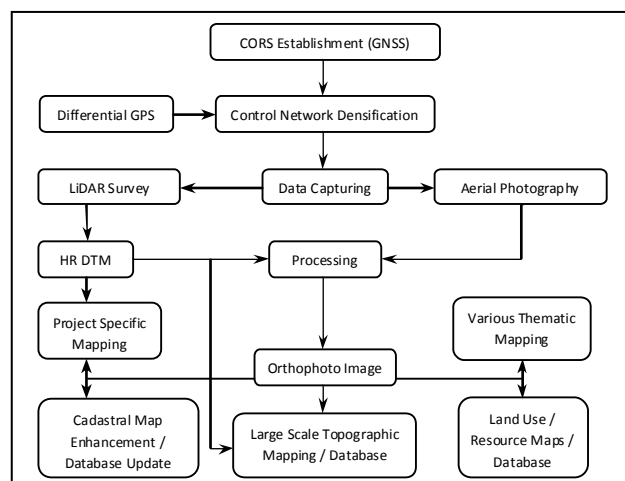 CORS Establishment (GNSS)
Differential GPS
Control Network Densification
LiDAR Survey
Data Capturing
Aerial Photography
HR DTM
Processing
Project Specific
Mapping
Various Thematic
Mapping
Orthophoto Image
Cadastral Map
Enhancement /
Database Update
Large Scale Topographic
Mapping / Database
Land Use /
Resource Maps /
Database